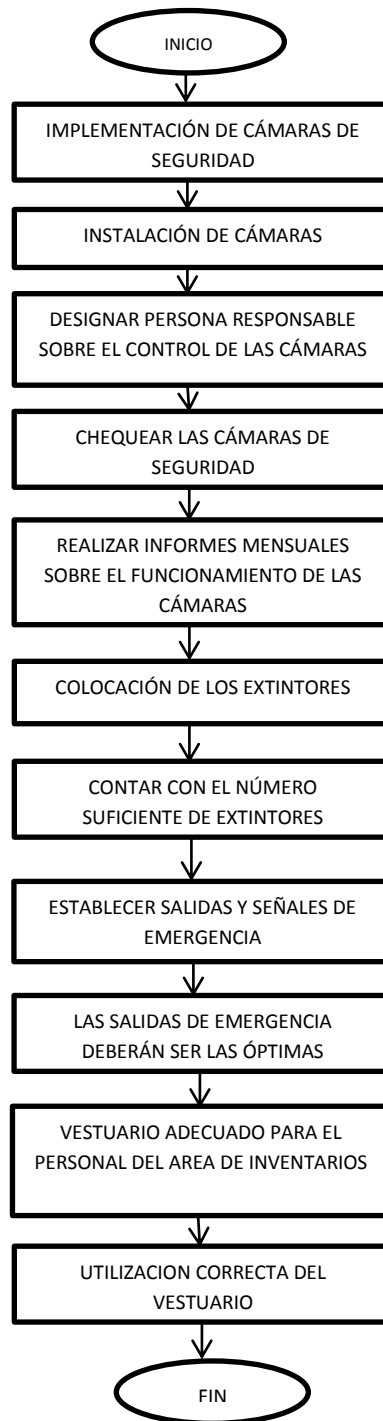 INICIO
IMPLEMENTACIÓN DE CÁMARAS DE
SEGURIDAD
INSTALACIÓN DE CÁMARAS
DESIGNAR PERSONA RESPONSABLE
SOBRE EL CONTROL DE LAS CÁMARAS
CHEQUEAR LAS CÁMARAS DE
SEGURIDAD
REALIZAR INFORMES MENSUALES
SOBRE EL FUNCIONAMIENTO DE LAS
CÁMARAS
COLOCACIÓN DE LOS EXTINTORES
CONTAR CON EL NÚMERO
SUFICIENTE DE EXTINTORES
ESTABLECER SALIDAS Y SEÑALES DE
EMERGENCIA
LAS SALIDAS DE EMERGENCIA
DEBERÁN SER LAS ÓPTIMAS
VESTUARIO ADECUADO PARA EL
PERSONAL DEL AREA DE INVENTARIOS
UTILIZACION CORRECTA DEL
VESTUARIO
FIN